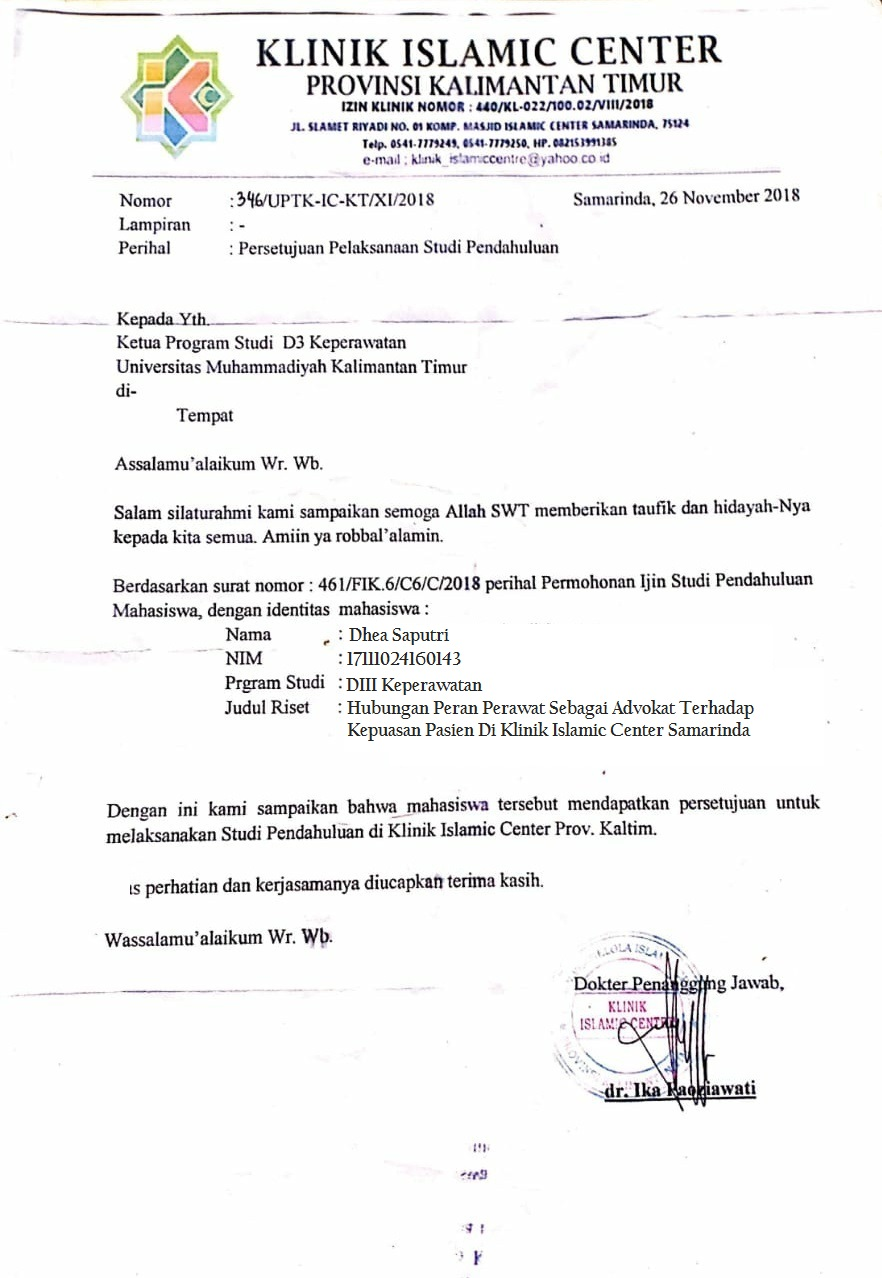 KLINIK ISLAMIC CENTER
PROVINSI KALIMANTAN TIMUR
IZIN KLINIK NOMOR : 440/KL-022/100.02/VIII/2018
JL. SLAMET RIYADI NO. 01 KOMP. MASJID ISLAMIC CENTER SAMARINDA, 75124
Telp. 0541-7779249, 0541-7779250, HP. 082153991385
e-mail : klinik_islamiccentre@yahoo.co.id
Nomor : 346/UPTK-IC-KT/XI/2018 Samarinda, 26 November 2018
Lampiran : -
Perihal : Persetujuan Pelaksanaan Studi Pendahuluan
Kepada Yth.
Ketua Program Studi D3 Keperawatan
Universitas Muhammadiyah Kalimantan Timur
di-
Tempat
Assalamu'alaikum Wr. Wb.
Salam silaturahmi kami sampaikan semoga Allah SWT memberikan taufik dan hidayah-Nya
kepada kita semua. Amiin ya robbal'alamin.
Berdasarkan surat nomor : 461/FIK.6/C6/C/2018 perihal Permohonan Ijin Studi Pendahuluan
Mahasiswa, dengan identitas mahasiswa :
Nama : Dhea Saputri
NIM : 17111024160143
Prgram Studi : DIII Keperawatan
Judul Riset : Hubungan Peran Perawat Sebagai Advokat Terhadap
Kepuasan Pasien Di Klinik Islamic Center Samarinda
Dengan ini kami sampaikan bahwa mahasiswa tersebut mendapatkan persetujuan untuk
melaksanakan Studi Pendahuluan di Klinik Islamic Center Prov. Kaltim.
ıs perhatian dan kerjasamanya diucapkan terima kasih.
Wassalamu'alaikum Wr. Wb.
Dokter Penanggung Jawab,
KLINIK
ISLAMIC CENTER
dr. Ika